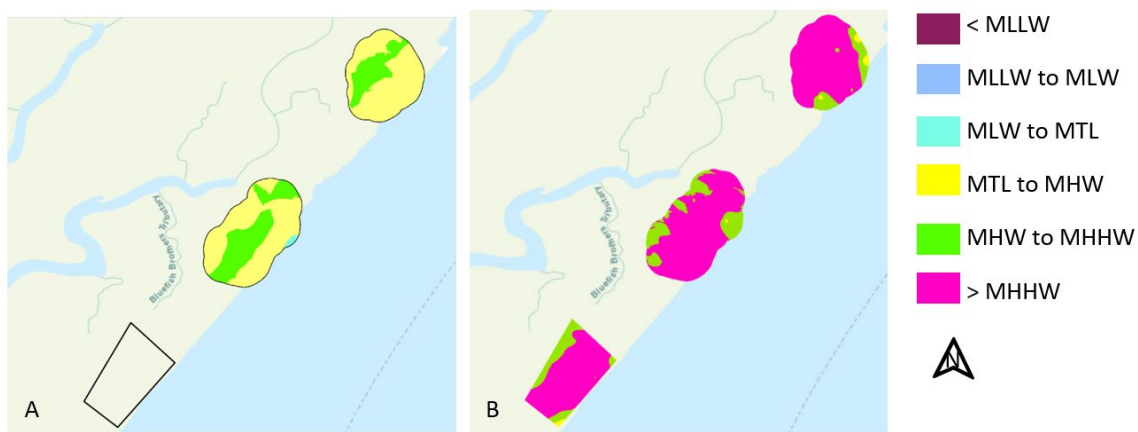 Bluefish Brothers Tributary
A
Bluefish Brothers Tributary
B
< MLLW
MLLW to MLW
MLW to MTL
MTL to MHW
MHW to MHHW
> MHHW
N